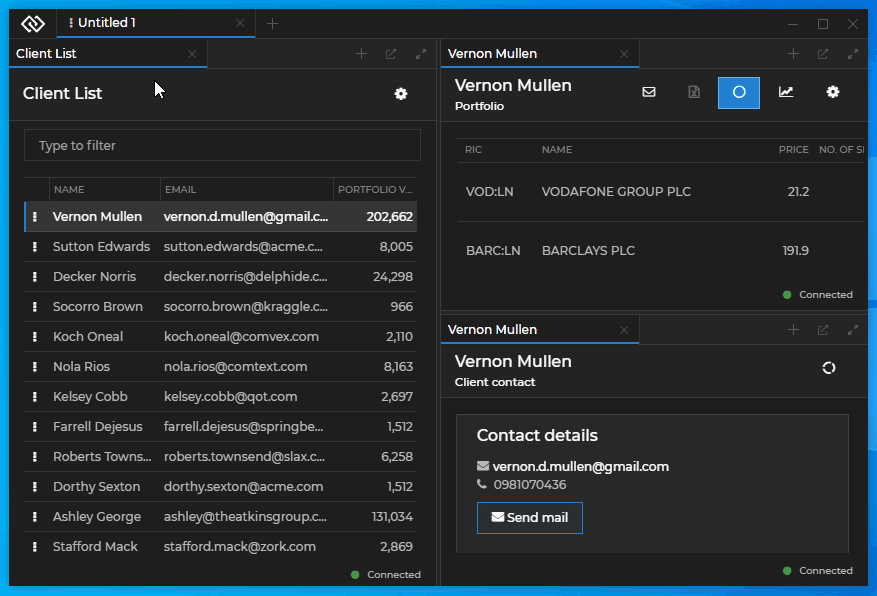 Untitled 1
Client List
Client List
Type to filter
NAME EMAIL PORTFOLIO V...
Vernon Mullen vernon.d.mullen@gmail.c... 202,662
Sutton Edwards sutton.edwards@acme.c... 8,005
Decker Norris decker.norris@delphide.c... 24,298
Socorro Brown socorro.brown@kraggle.c... 966
Koch Oneal koch.oneal@comvex.com 2,110
Nola Rios nola.rios@comtext.com 8,163
Kelsey Cobb kelsey.cobb@qot.com 2,697
Farrell Dejesus farrell.dejesus@springbe... 1,512
Roberts Towns... roberts.townsend@slax.c... 6,258
Dorthy Sexton dorthy.sexton@acme.com 1,512
Ashley George ashley@theatkinsgroup.c... 131,034
Stafford Mack stafford.mack@zork.com 2,869
Connected
Vernon Mullen
Vernon Mullen
Portfolio
RIC NAME PRICE NO. OF S
VOD:LN VODAFONE GROUP PLC 21.2
BARC:LN BARCLAYS PLC 191.9
Connected
Vernon Mullen
Vernon Mullen
Client contact
Contact details
vernon.d.mullen@gmail.com
0981070436
Send mail
Connected